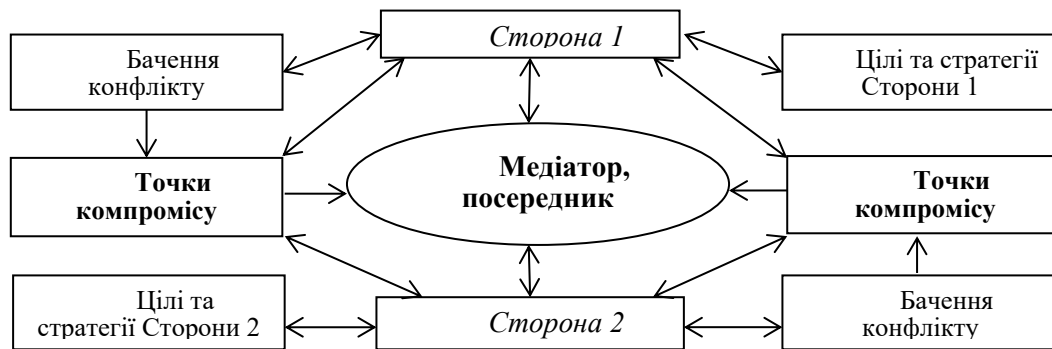 Сторона 1
Бачення
конфлікту
Цілі та стратегії
Сторони 1
Точки
компромісу
Медіатор,
посередник
Точки
компромісу
Цілі та
стратегії Сторони 2
Сторона 2
Бачення
конфлікту